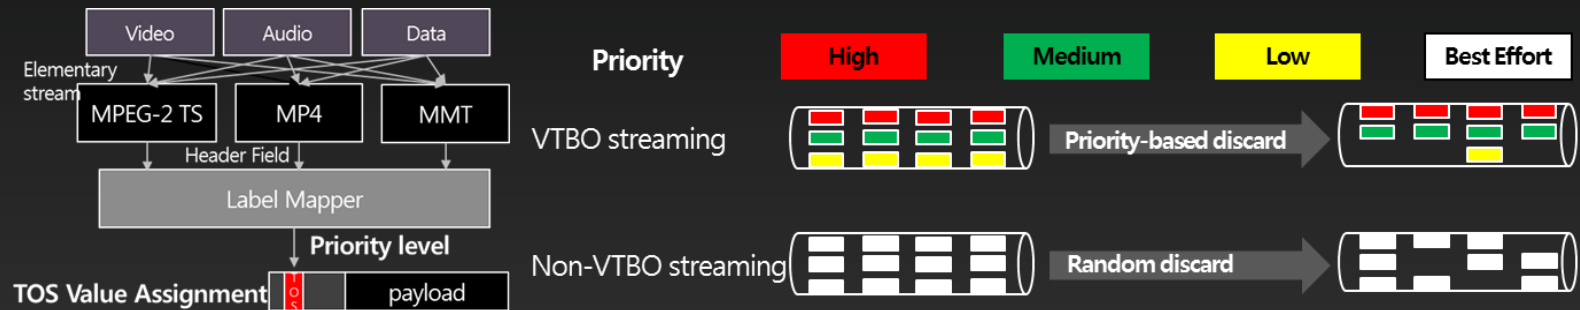 Video
Audio
Data
Elementary
stream
MPEG-2 TS
MP4
MMT
Header Field
Label Mapper
Priority level
TOS Value Assignment
TOS
payload
Priority
High
Medium
Low
Best Effort
VTBO streaming
Priority-based discard
Non-VTBO streaming
Random discard